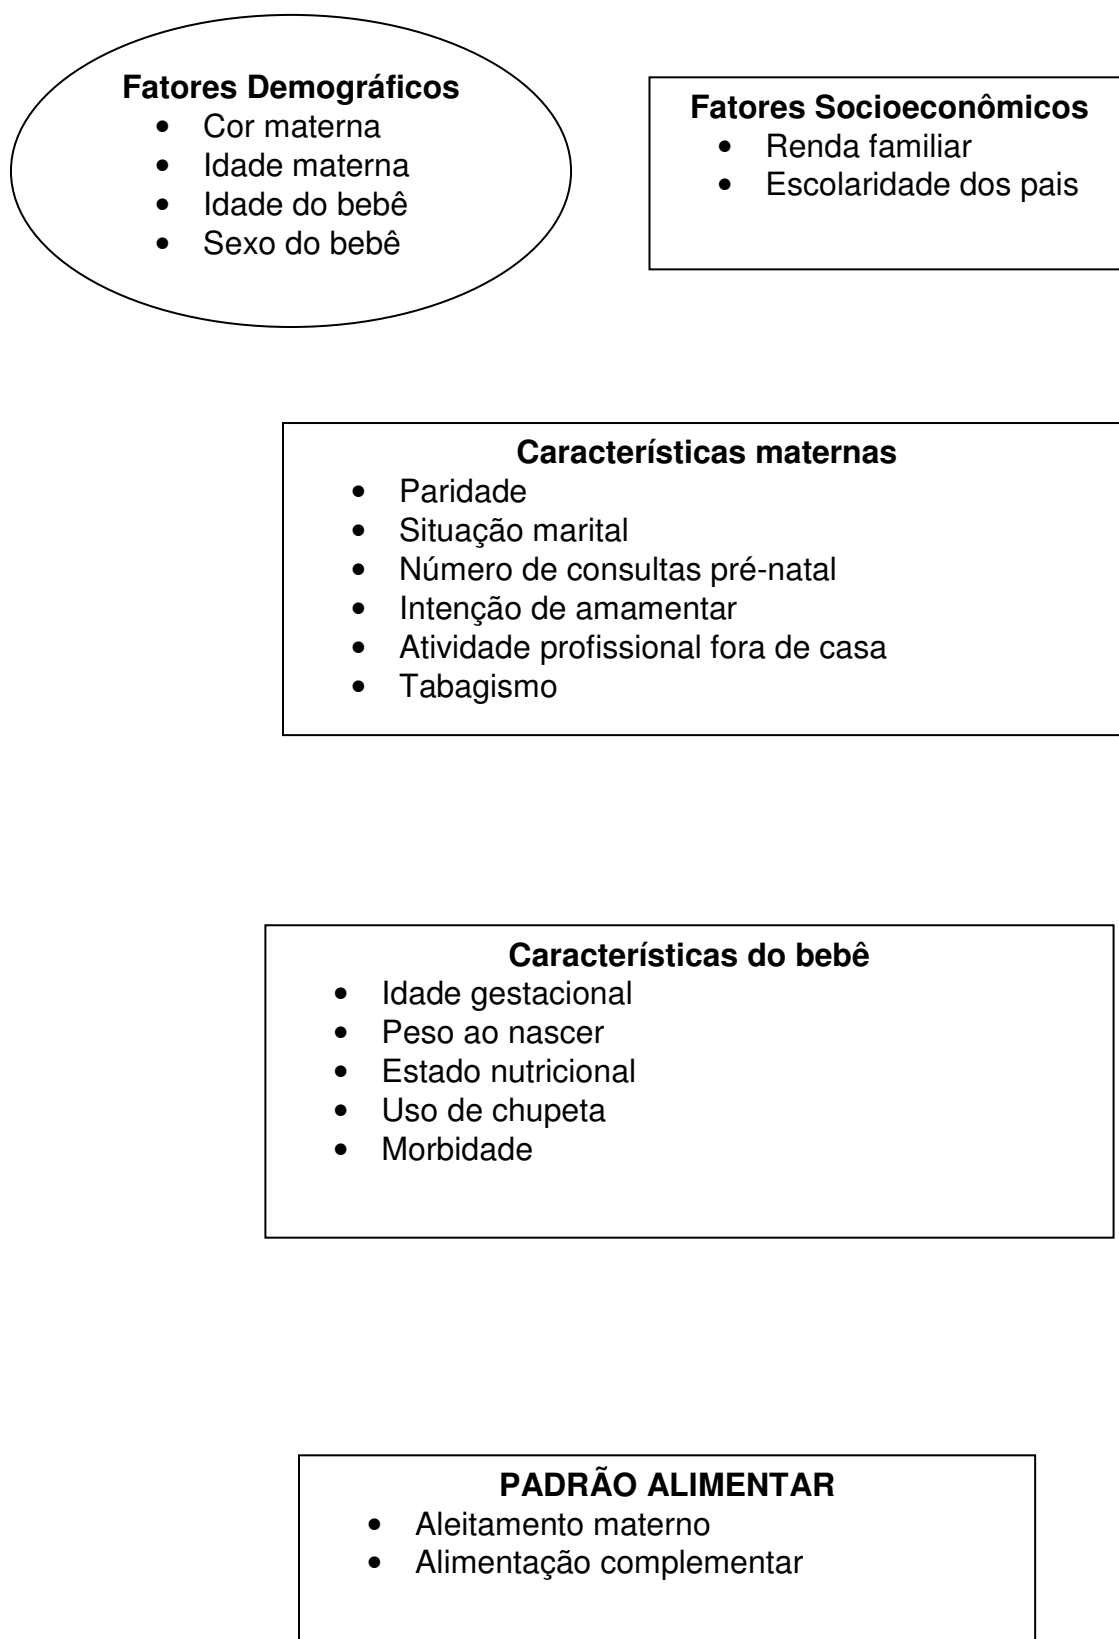 Fatores Demográficos
• Cor materna
• Idade materna
• Idade do bebê
• Sexo do bebê
Fatores Socioeconômicos
• Renda familiar
• Escolaridade dos pais
Características maternas
• Paridade
• Situação marital
• Número de consultas pré-natal
• Intenção de amamentar
• Atividade profissional fora de casa
• Tabagismo
Características do bebê
• Idade gestacional
• Peso ao nascer
• Estado nutricional
• Uso de chupeta
• Morbidade
PADRÃO ALIMENTAR
• Aleitamento materno
• Alimentação complementar